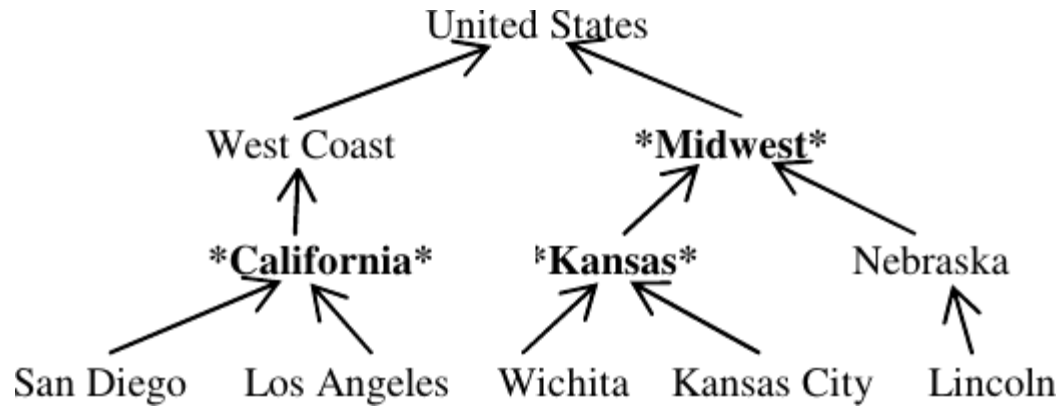 United States
West Coast *Midwest*
*California* *Kansas* Nebraska
San Diego Los Angeles Wichita Kansas City Lincoln